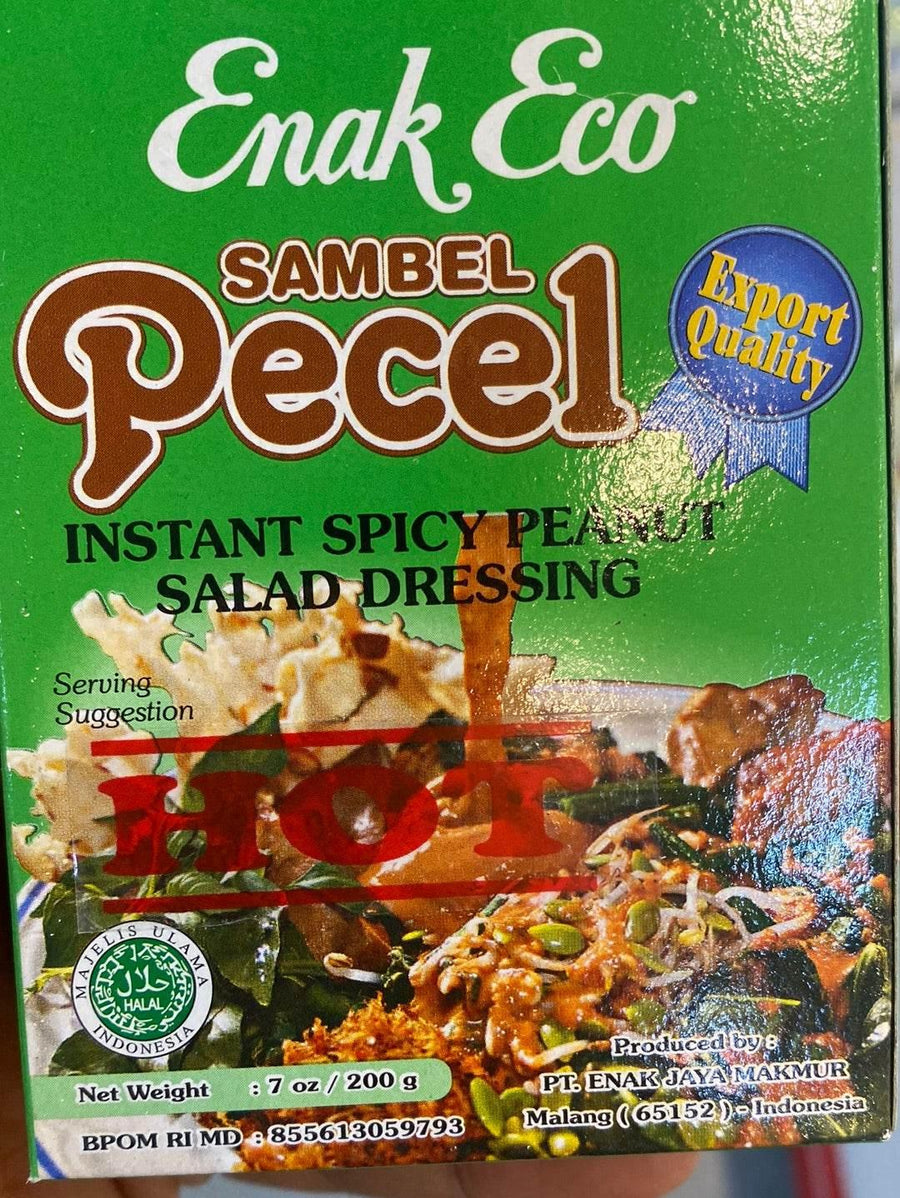 Enak Eco
SAMBEL
Pecel
Export
Quality
INSTANT SPICY PEANUT
SALAD DRESSING
Serving
Suggestion
HOT
MAJELIS ULAMA
حلال
HALAL
INDONESIA
Net Weight : 7 oz / 200 g
BPOM RI MD : 855613059793
Produced by :
PT. ENAK JAYA MAKMUR
Malang ( 65152 ) - Indonesia